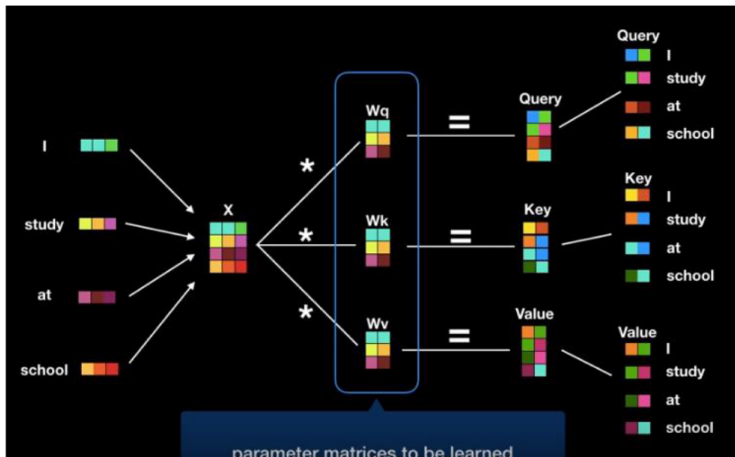 I
study
at
school
X
*
*
*
Wq
Wk
Wv
=
=
=
Query
Key
Value
Query
I
study
at
school
Key
I
study
at
school
Value
I
study
at
school
parameter matrices to be learned